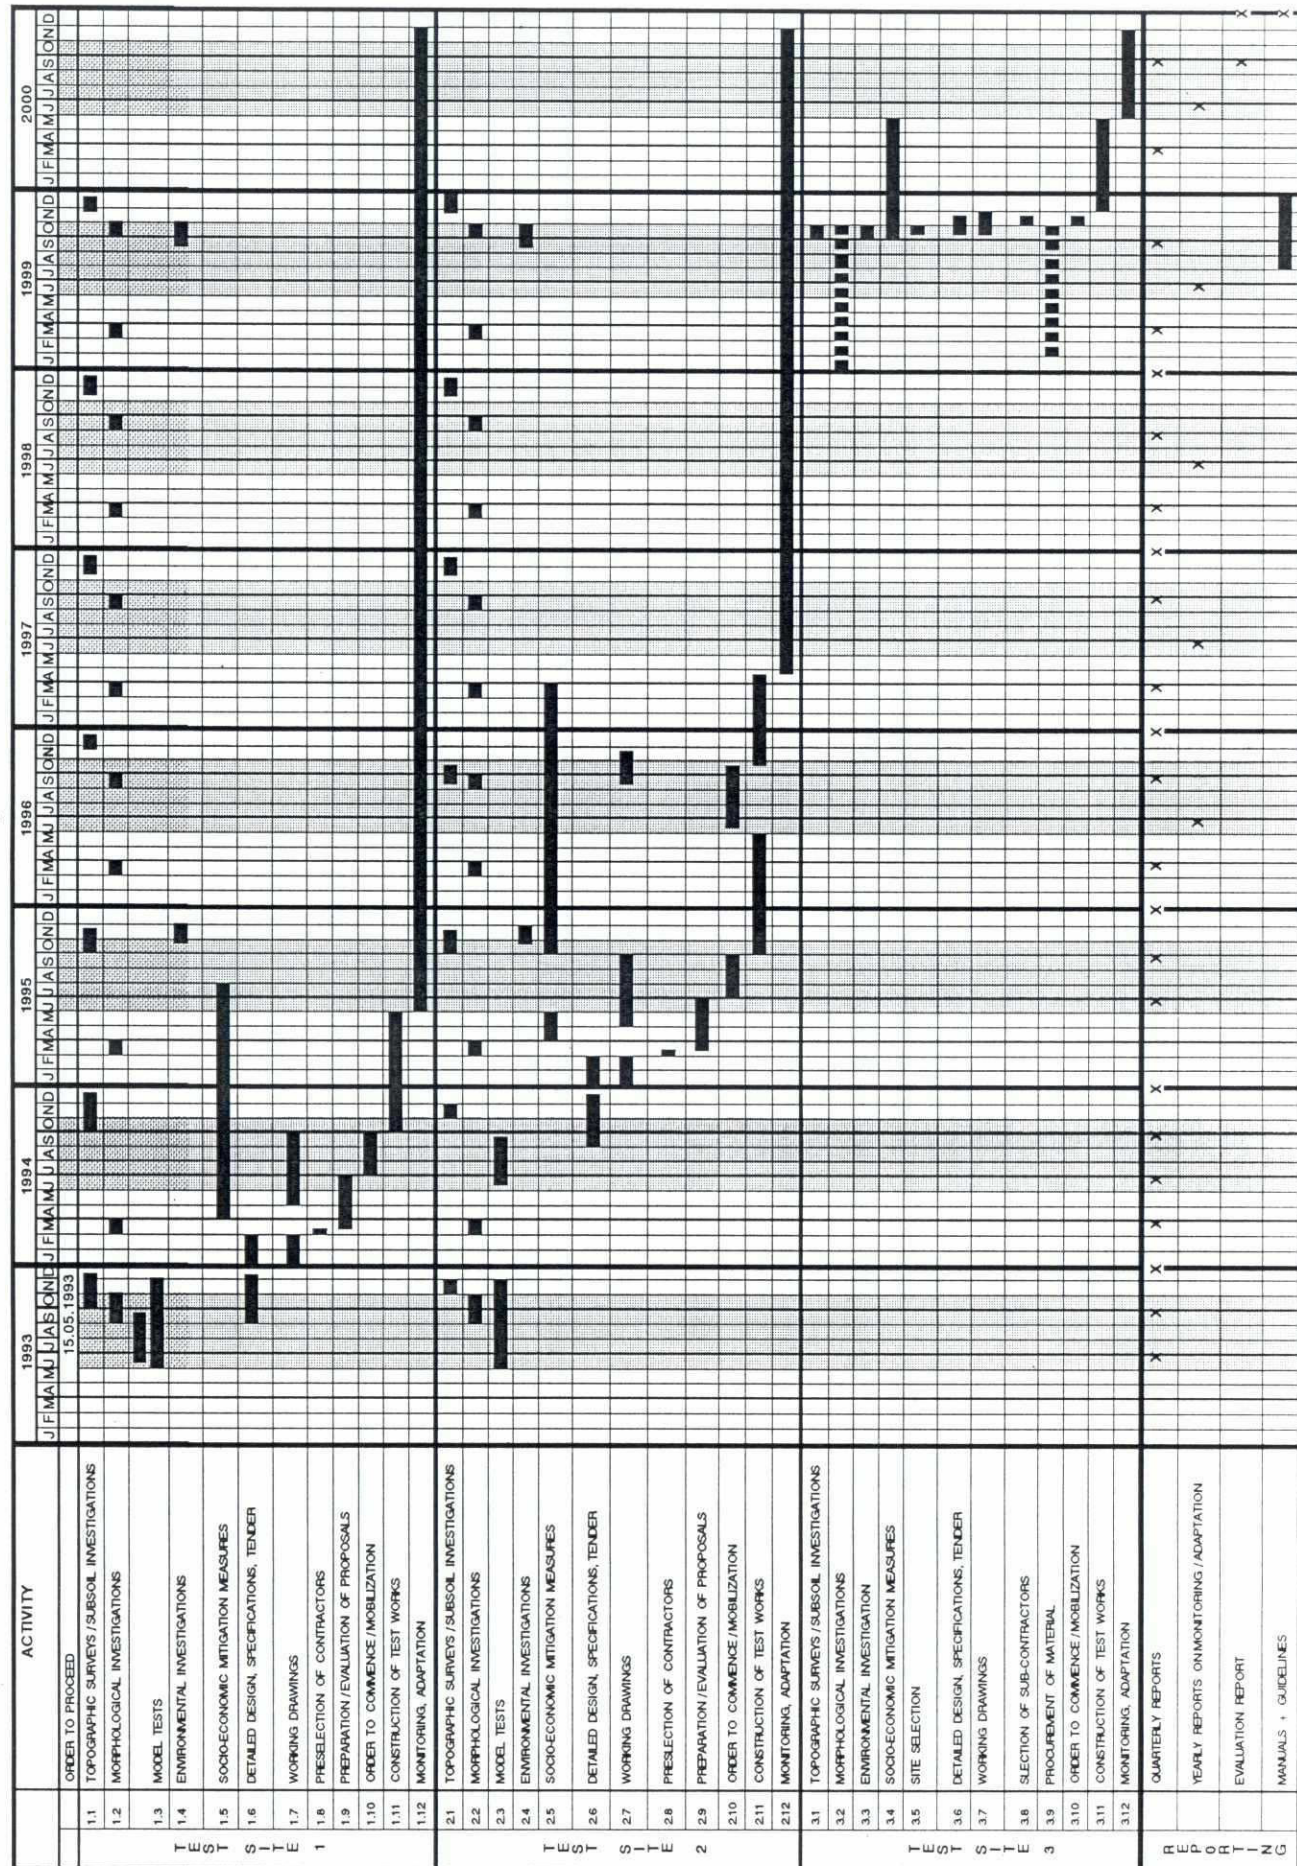 ACTIVITY
1993 1994 1995 1996 1997 1998 1999 2000
J F M A M J J A S O N D J F M A M J J A S O N D J F M A M J J A S O N D J F M A M J J A S O N D J F M A M J J A S O N D J F M A M J J A S O N D J F M A M J J A S O N D J F M A M J J A S O N D
ORDER TO PROCEED 15.05.1993
TEST SITE 1
1.1 TOPOGRAPHIC SURVEYS / SUBSOIL INVESTIGATIONS
1.2 MORPHOLOGICAL INVESTIGATIONS
1.3 MODEL TESTS
1.4 ENVIRONMENTAL INVESTIGATIONS
1.5 SOCIO-ECONOMIC MITIGATION MEASURES
1.6 DETAILED DESIGN, SPECIFICATIONS, TENDER
1.7 WORKING DRAWINGS
1.8 PRESELECTION OF CONTRACTORS
1.9 PREPARATION / EVALUATION OF PROPOSALS
1.10 ORDER TO COMMENCE / MOBILIZATION
1.11 CONSTRUCTION OF TEST WORKS
1.12 MONITORING, ADAPTATION
TEST SITE 2
2.1 TOPOGRAPHIC SURVEYS / SUBSOIL INVESTIGATIONS
2.2 MORPHOLOGICAL INVESTIGATIONS
2.3 MODEL TESTS
2.4 ENVIRONMENTAL INVESTIGATIONS
2.5 SOCIO-ECONOMIC MITIGATION MEASURES
2.6 DETAILED DESIGN, SPECIFICATIONS, TENDER
2.7 WORKING DRAWINGS
2.8 PRESLECTION OF CONTRACTORS
2.9 PREPARATION / EVALUATION OF PROPOSALS
2.10 ORDER TO COMMENCE / MOBILIZATION
2.11 CONSTRUCTION OF TEST WORKS
2.12 MONITORING, ADAPTATION
TEST SITE 3
3.1 TOPOGRAPHIC SURVEYS / SUBSOIL INVESTIGATIONS
3.2 MORPHOLOGICAL INVESTIGATIONS
3.3 ENVIRONMENTAL INVESTIGATION
3.4 SOCIO-ECONOMIC MITIGATION MEASURES
3.5 SITE SELECTION
3.6 DETAILED DESIGN, SPECIFICATIONS, TENDER
3.7 WORKING DRAWINGS
3.8 SLECTION OF SUB-CONTRACTORS
3.9 PROCUREMENT OF MATERIAL
3.10 ORDER TO COMMENCE / MOBILIZATION
3.11 CONSTRUCTION OF TEST WORKS
3.12 MONITORING, ADAPTATION
REPORTING
QUARTERLY REPORTS
YEARLY REPORTS ON MONITORING / ADAPTATION
EVALUATION REPORT
MANUALS + GUIDELINES